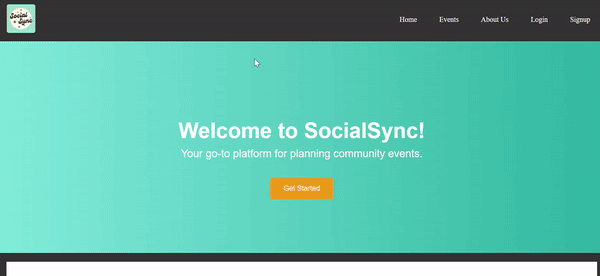 Social
Sync
Home Events About Us Login Signup
Welcome to SocialSync!
Your go-to platform for planning community events.
Get Started